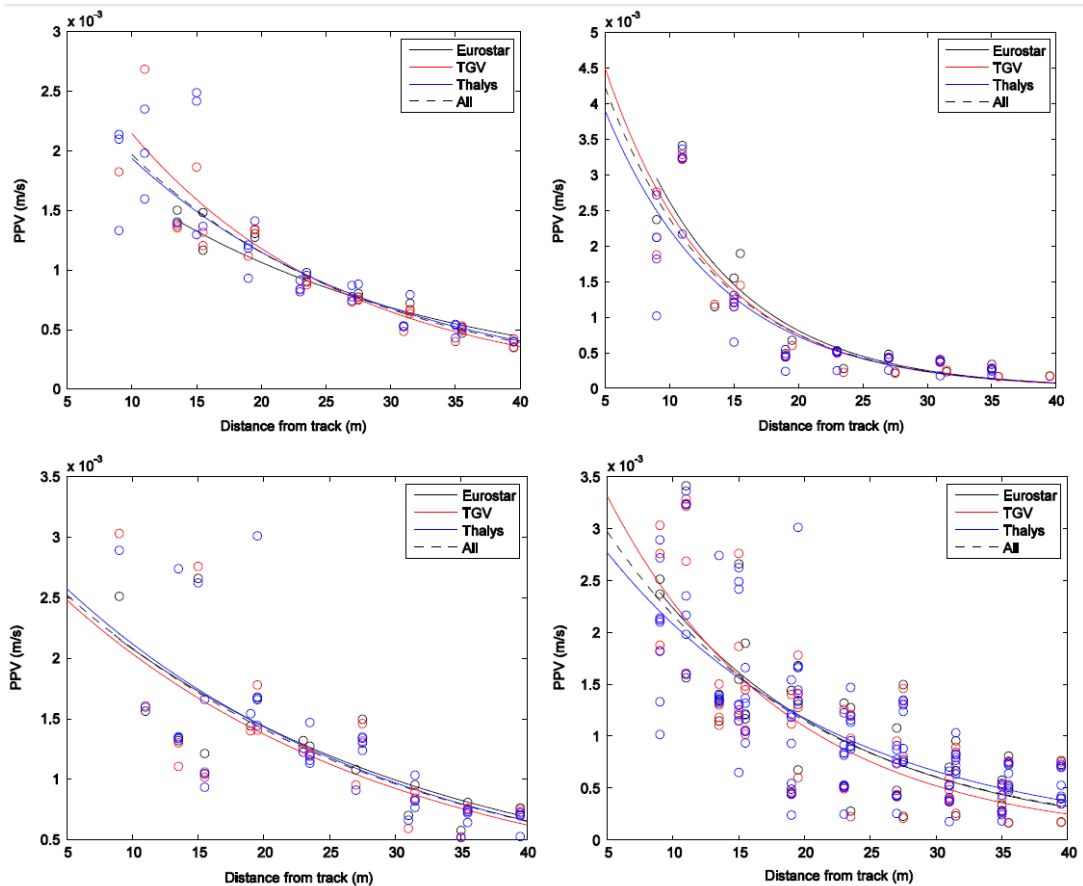 x 10⁻³
3
2.5
2
1.5
1
0.5
0
PPV (m/s)
5 10 15 20 25 30 35 40
Distance from track (m)
Eurostar
TGV
Thalys
All
x 10⁻³
5
4.5
4
3.5
3
2.5
2
1.5
1
0.5
0
PPV (m/s)
5 10 15 20 25 30 35 40
Distance from track (m)
Eurostar
TGV
Thalys
All
x 10⁻³
3.5
3
2.5
2
1.5
1
0.5
PPV (m/s)
5 10 15 20 25 30 35 40
Distance from track (m)
Eurostar
TGV
Thalys
All
x 10⁻³
3.5
3
2.5
2
1.5
1
0.5
0
PPV (m/s)
5 10 15 20 25 30 35 40
Distance from track (m)
Eurostar
TGV
Thalys
All